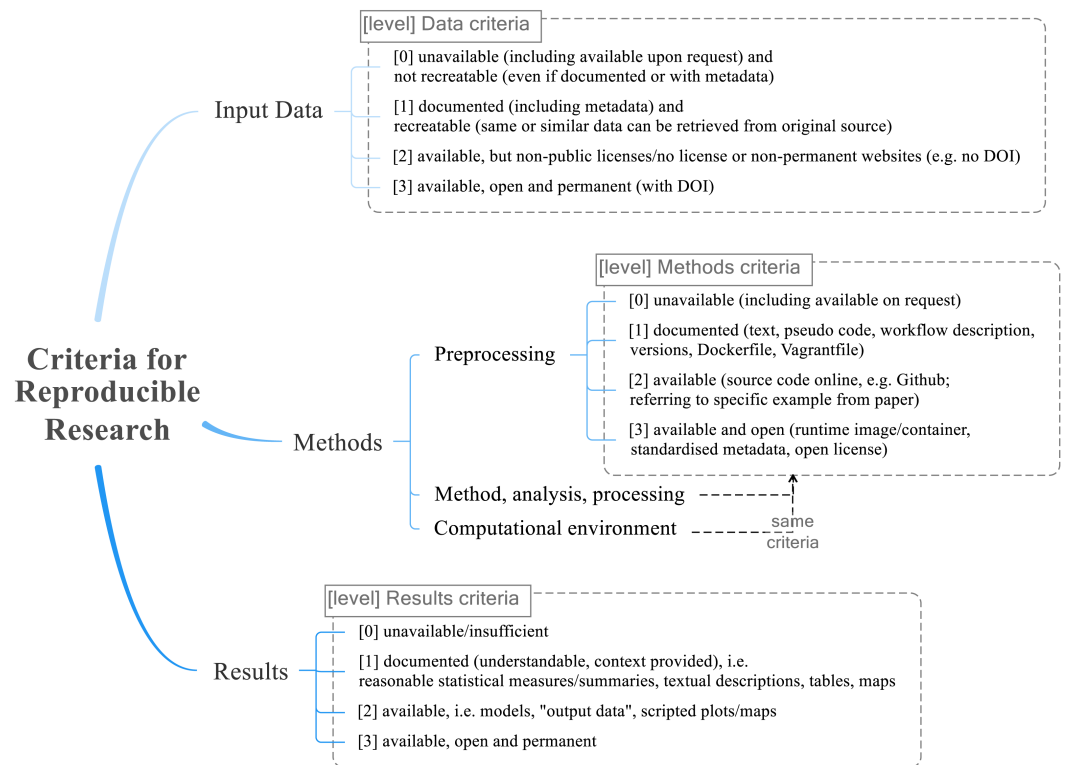 [level] Data criteria
[0] unavailable (including available upon request) and
not recreatable (even if documented or with metadata)
Input Data
[1] documented (including metadata) and
recreatable (same or similar data can be retrieved from original source)
[2] available, but non-public licenses/no license or non-permanent websites (e.g. no DOI)
[3] available, open and permanent (with DOI)
Criteria for
Reproducible
Research
Methods
[level] Methods criteria
Preprocessing
[0] unavailable (including available on request)
[1] documented (text, pseudo code, workflow description,
versions, Dockerfile, Vagrantfile)
[2] available (source code online, e.g. Github;
referring to specific example from paper)
[3] available and open (runtime image/container,
standardised metadata, open license)
Method, analysis, processing
Computational environment
same
criteria
[level] Results criteria
Results
[0] unavailable/insufficient
[1] documented (understandable, context provided), i.e.
reasonable statistical measures/summaries, textual descriptions, tables, maps
[2] available, i.e. models, "output data", scripted plots/maps
[3] available, open and permanent